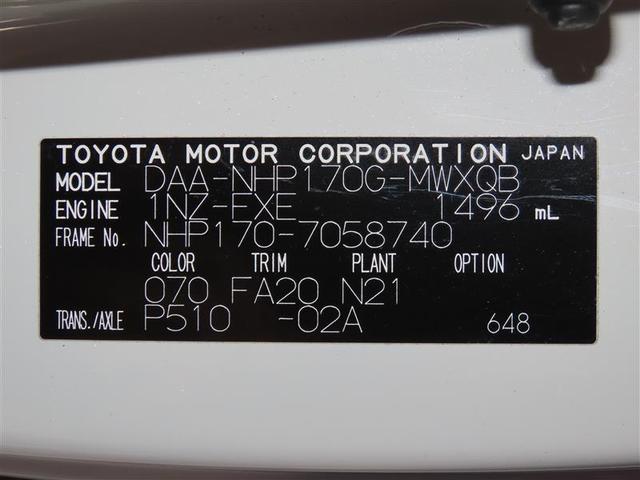 TOYOTA MOTOR CORPORATION JAPAN
MODEL DAA-NHP170G-MWXQB
ENGINE 1NZ-FXE 1496 mL
FRAME No. NHP170-7058740
COLOR TRIM PLANT OPTION
070 FA20 N21
TRANS./AXLE P510 -02A 648